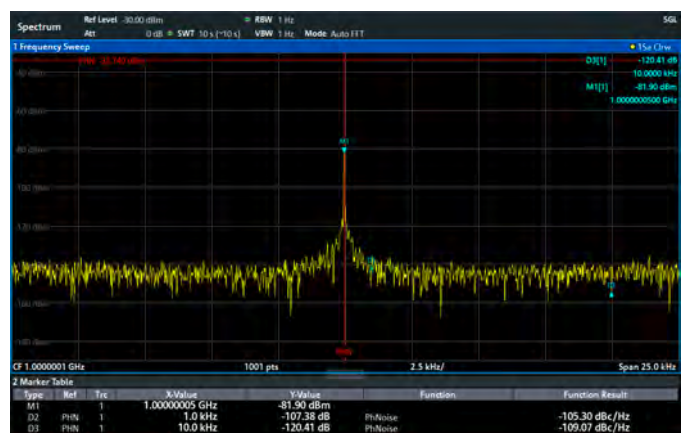 Spectrum Ref Level -30.00 dBm RBW 1 Hz SGL
Att 0 dB SWT 10 s (~10 s) VBW 1 Hz Mode Auto FFT
1 Frequency Sweep 1Sa Clrw
D3[1] -120.41 dB
10.0000 kHz
M1[1] -81.90 dBm
1.0000000500 GHz
M1
-120 dBm
CF 1.0000001 GHz 1001 pts 2.5 kHz/ Span 25.0 kHz
2 Marker Table
Type Ref Trc X-Value Y-Value Function Function Result
M1 1 1.00000005 GHz -81.90 dBm
D2 PHN 1 1.0 kHz -107.38 dB PhNoise -105.30 dBc/Hz
D3 PHN 1 10.0 kHz -120.41 dB PhNoise -109.07 dBc/Hz